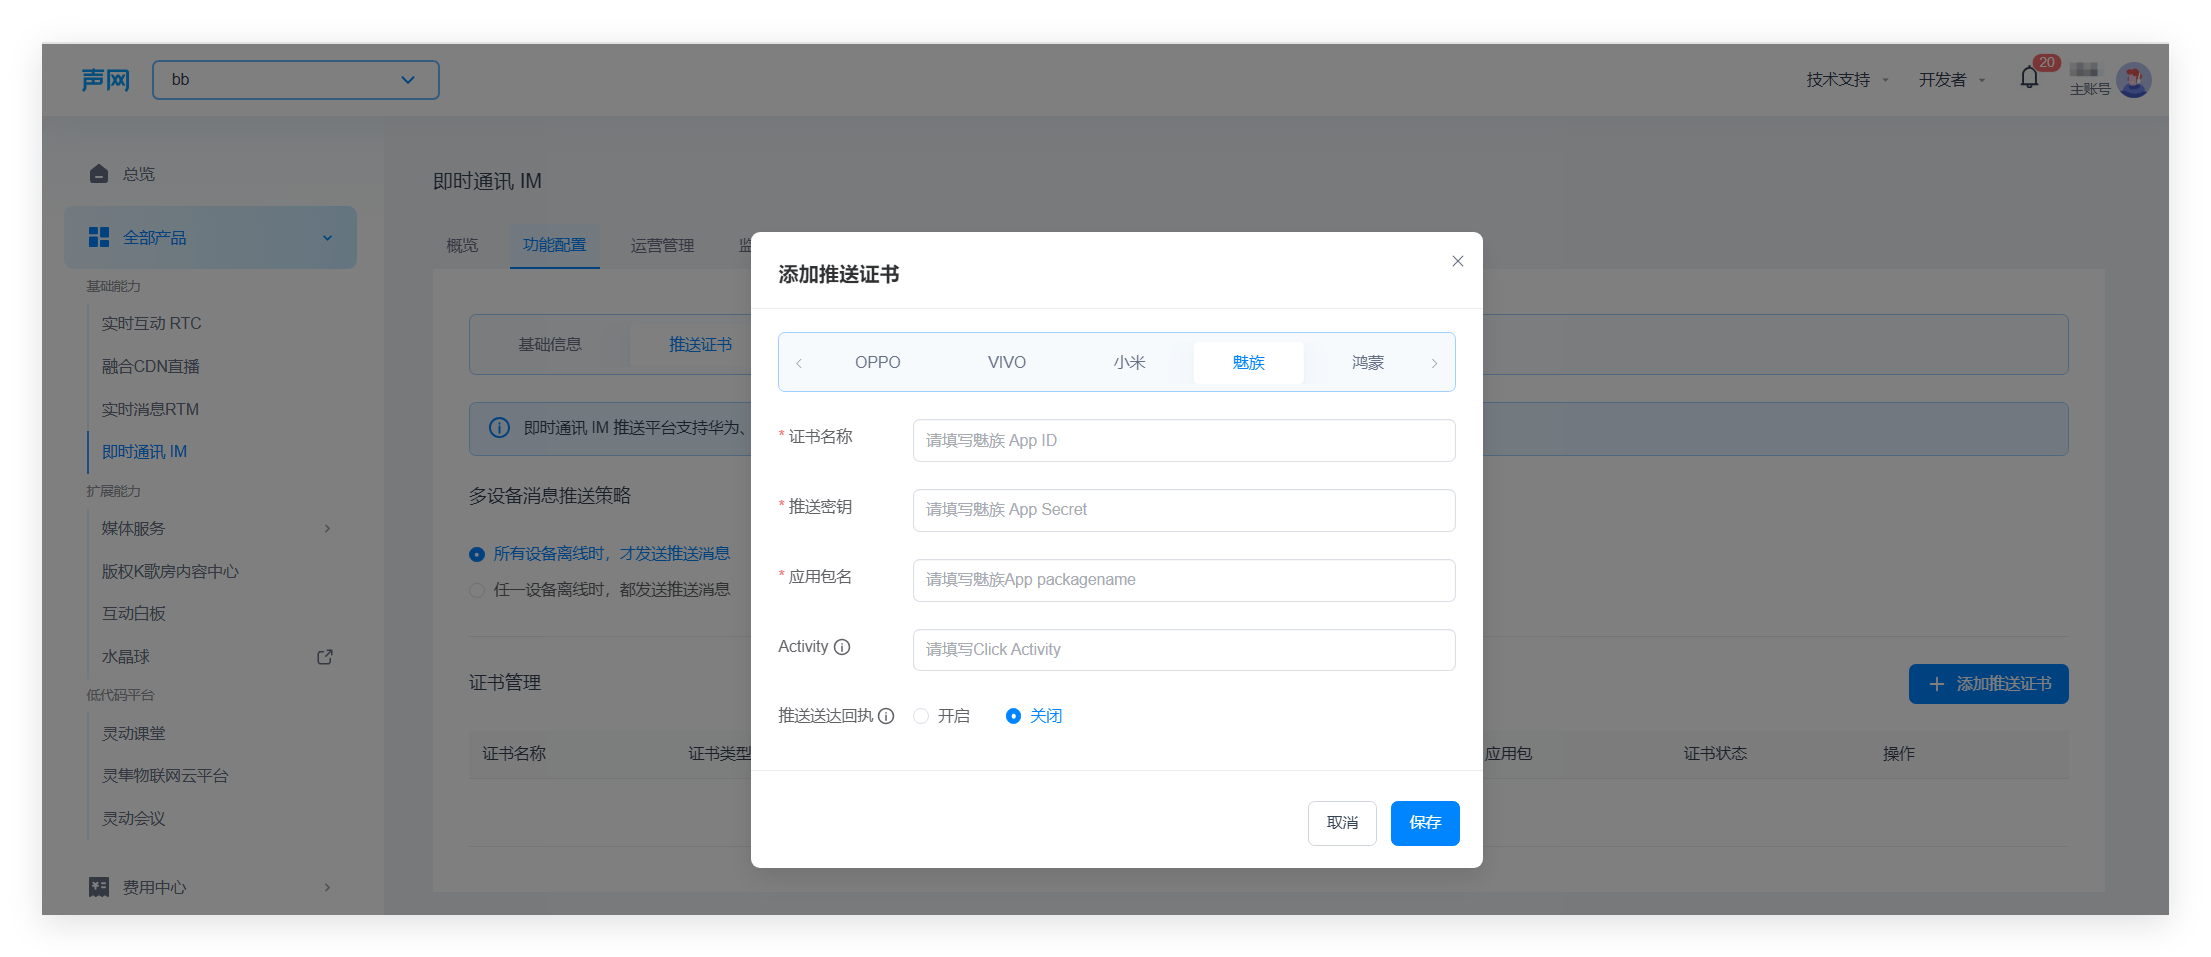 声网
bb
技术支持
开发者
20
主账号
总览
全部产品
基础能力
实时互动 RTC
融合CDN直播
实时消息RTM
即时通讯 IM
扩展能力
媒体服务
版权K歌房内容中心
互动白板
水晶球
低代码平台
灵动课堂
灵隼物联网云平台
灵动会议
费用中心
即时通讯 IM
概览 功能配置 运营管理
基础信息 推送证书
即时通讯 IM 推送平台支持华为、
多设备消息推送策略
所有设备离线时，才发送推送消息
任一设备离线时，都发送推送消息
证书管理
添加推送证书
证书名称 证书类型 应用包 证书状态 操作
添加推送证书
OPPO VIVO 小米 魅族 鸿蒙
* 证书名称 请填写魅族 App ID
* 推送密钥 请填写魅族 App Secret
* 应用包名 请填写魅族App packagename
Activity 请填写Click Activity
推送送达回执 开启 关闭
取消 保存